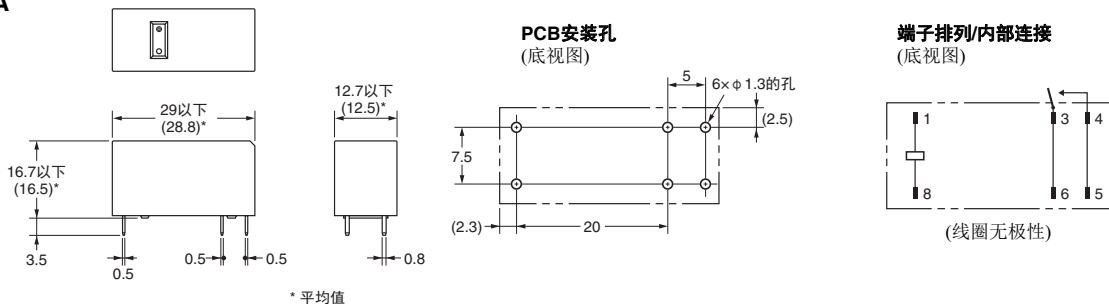 A
29以下
(28.8)*
16.7以下
(16.5)*
3.5
0.5
0.5
0.5
12.7以下
(12.5)*
0.8
* 平均值
PCB安装孔
(底视图)
5
6×φ1.3的孔
(2.5)
7.5
(2.3)
20
端子排列/内部连接
(底视图)
1
3
4
8
6
5
(线圈无极性)